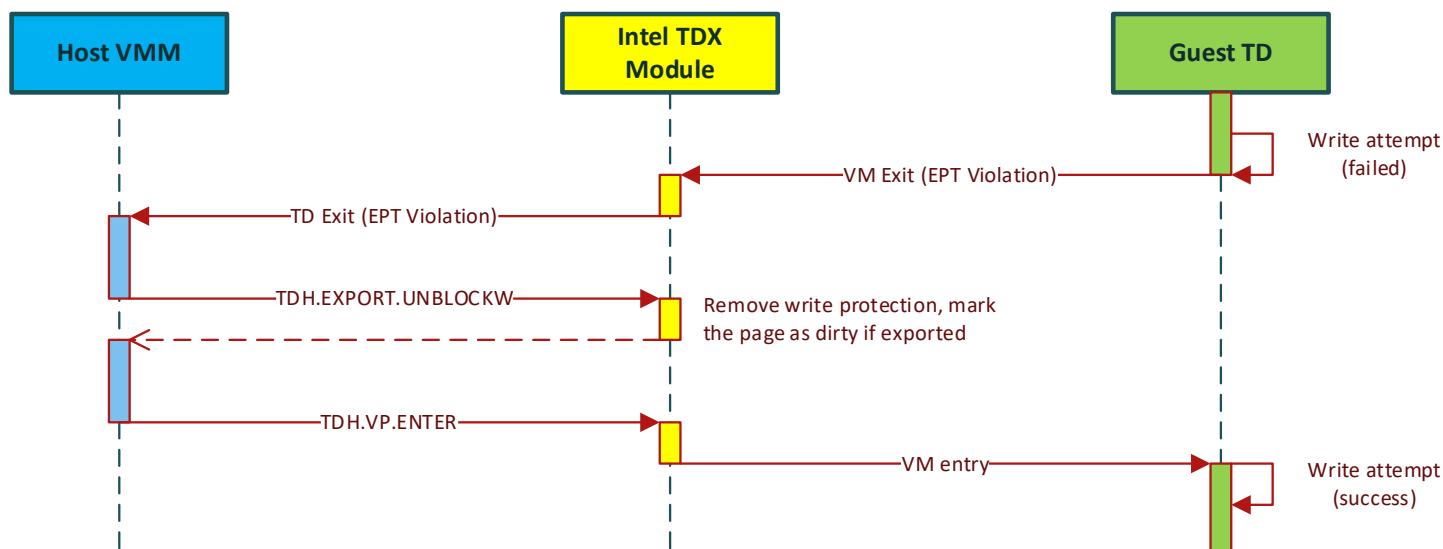 Host VMM
Intel TDX
Module
Guest TD
Write attempt
(failed)
VM Exit (EPT Violation)
TD Exit (EPT Violation)
TDH.EXPORT.UNBLOCKW
Remove write protection, mark
the page as dirty if exported
TDH.VP.ENTER
VM entry
Write attempt
(success)